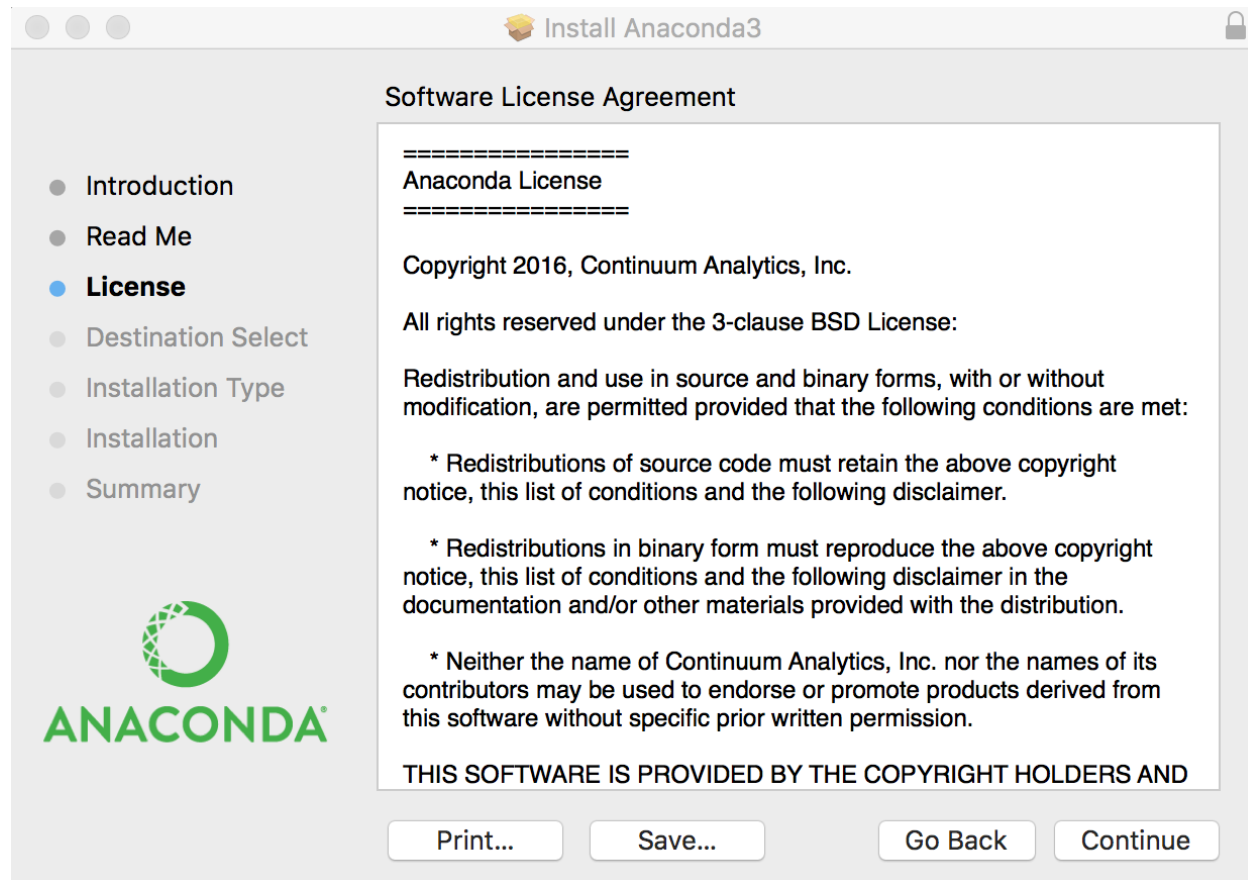 Install Anaconda3
Software License Agreement
Introduction
Read Me
License
Destination Select
Installation Type
Installation
Summary
ANACONDA®
================
Anaconda License
================
Copyright 2016, Continuum Analytics, Inc.
All rights reserved under the 3-clause BSD License:
Redistribution and use in source and binary forms, with or without
modification, are permitted provided that the following conditions are met:
* Redistributions of source code must retain the above copyright
notice, this list of conditions and the following disclaimer.
* Redistributions in binary form must reproduce the above copyright
notice, this list of conditions and the following disclaimer in the
documentation and/or other materials provided with the distribution.
* Neither the name of Continuum Analytics, Inc. nor the names of its
contributors may be used to endorse or promote products derived from
this software without specific prior written permission.
THIS SOFTWARE IS PROVIDED BY THE COPYRIGHT HOLDERS AND
Print...
Save...
Go Back
Continue